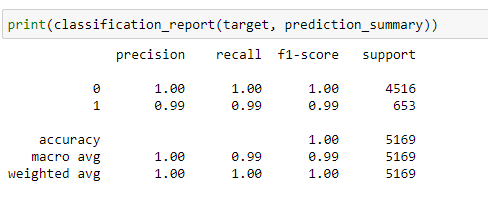 print(classification_report(target, prediction_summary))
precision recall f1-score support
0 1.00 1.00 1.00 4516
1 0.99 0.99 0.99 653
accuracy 1.00 5169
macro avg 1.00 0.99 0.99 5169
weighted avg 1.00 1.00 1.00 5169